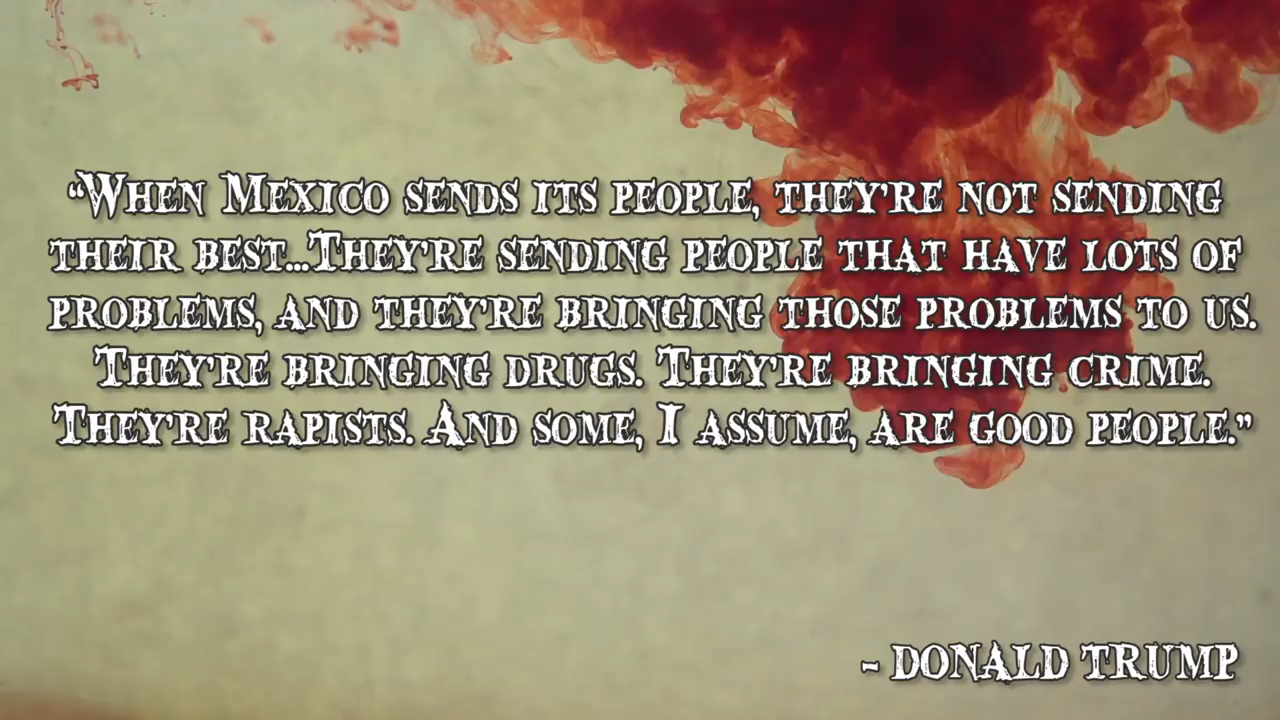 “When Mexico sends its people, they’re not sending
their best...They’re sending people that have lots of
problems, and they’re bringing those problems to us.
They’re bringing drugs. They’re bringing crime.
They’re rapists. And some, I assume, are good people.”
- DONALD TRUMP